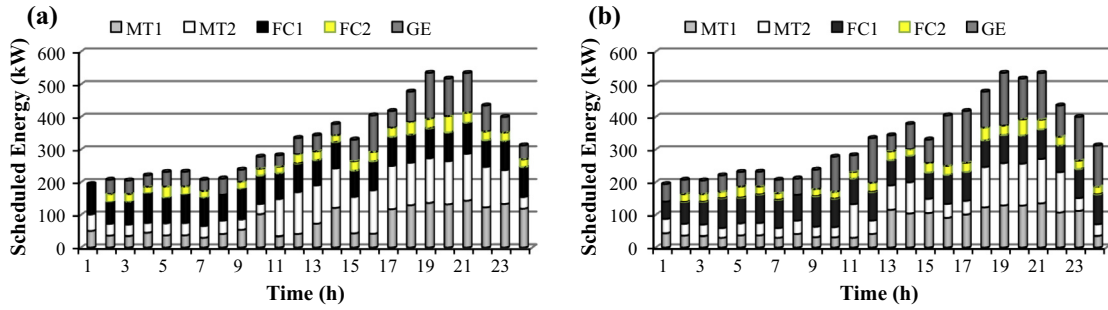 (a)
MT1 MT2 FC1 FC2 GE
Scheduled Energy (kW)
600
500
400
300
200
100
0
1 3 5 7 9 11 13 15 17 19 21 23
Time (h)
(b)
MT1 MT2 FC1 FC2 GE
Scheduled Energy (kW)
600
500
400
300
200
100
0
1 3 5 7 9 11 13 15 17 19 21 23
Time (h)